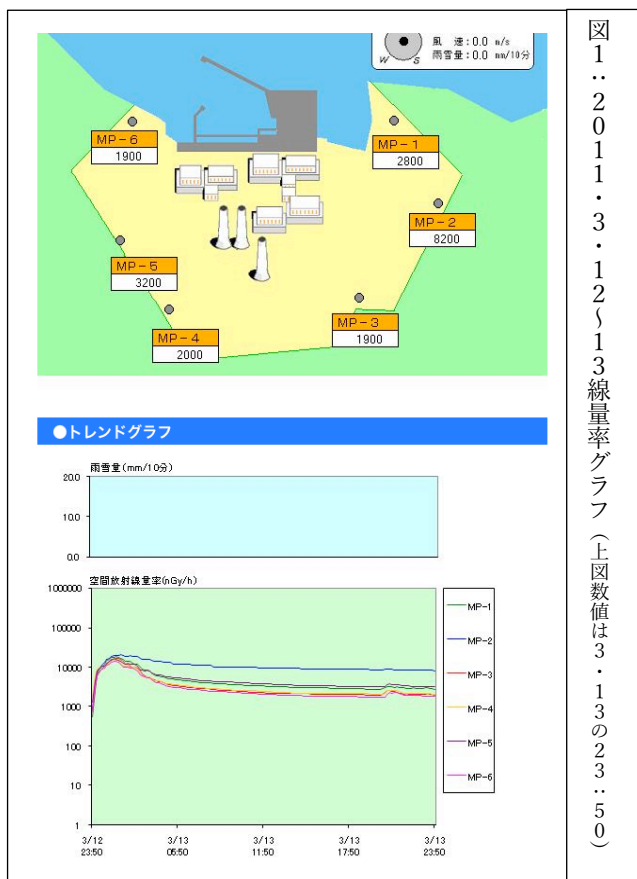 図1：2011・3・12～13線量率グラフ（上図数値は3・13の23：50）
風　速：0.0 m/s
雨雪量：0.0 mm/10分
W S
MP-6
1900
MP-1
2800
MP-2
8200
MP-5
3200
MP-3
1900
MP-4
2000
●トレンドグラフ
雨雪量(mm/10分)
20.0
10.0
0.0
空間放射線量率(nGy/h)
1000000
100000
10000
1000
100
10
1
MP-1
MP-2
MP-3
MP-4
MP-5
MP-6
3/12 3/13 3/13 3/13 3/13
23:50 05:50 11:50 17:50 23:50